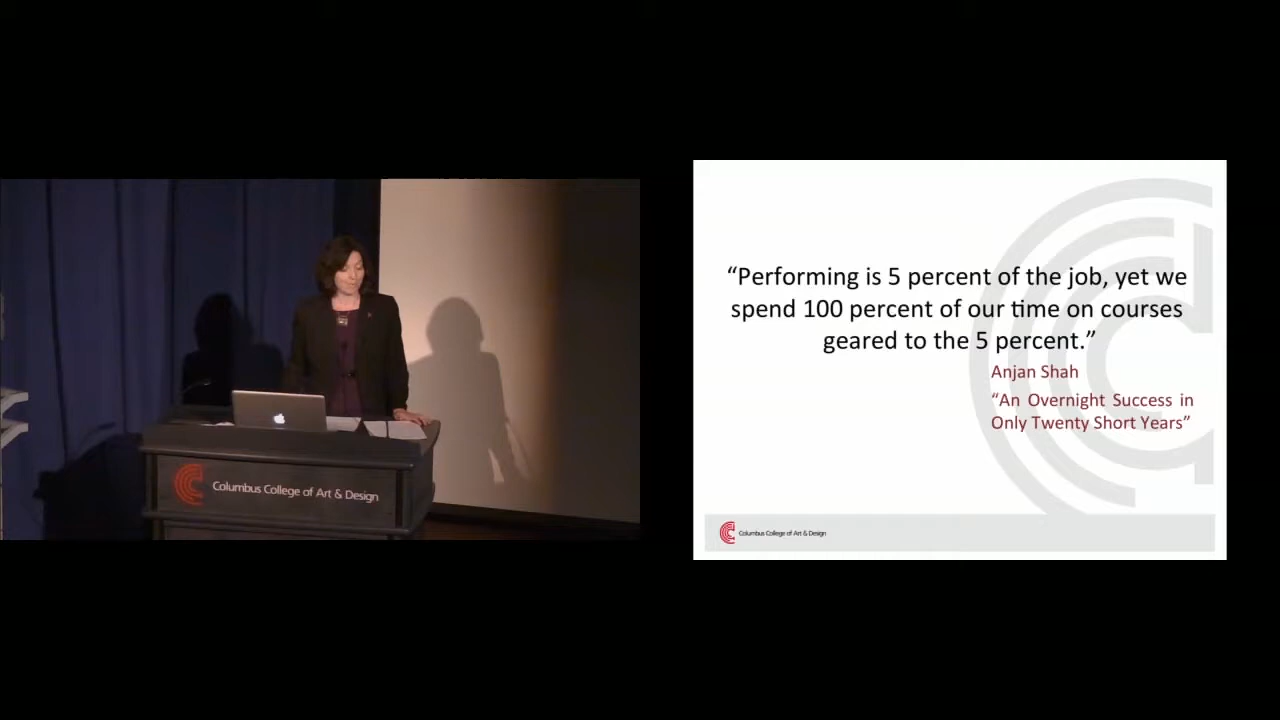 Columbus College of Art & Design
“Performing is 5 percent of the job, yet we
spend 100 percent of our time on courses
geared to the 5 percent.”
Anjan Shah
“An Overnight Success in
Only Twenty Short Years”
Columbus College of Art & Design